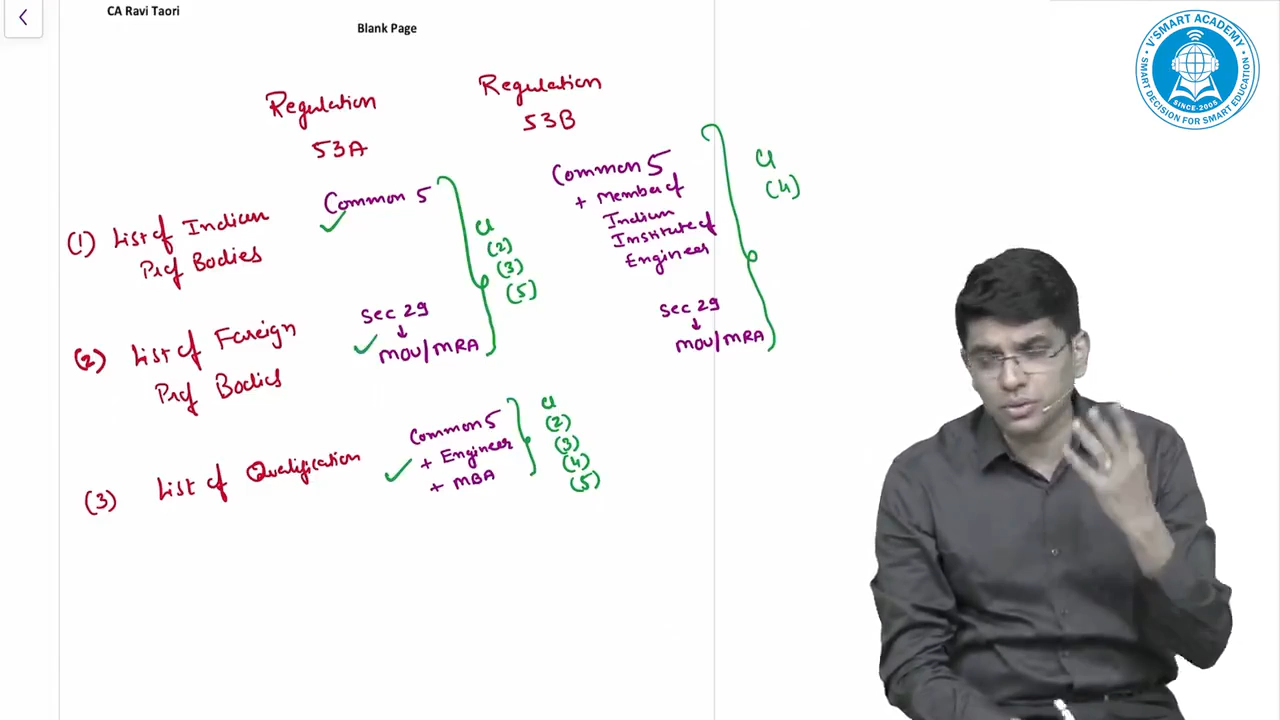 CA Ravi Taori
Blank Page
V'SMART ACADEMY
SMART DECISION FOR SMART EDUCATION
SINCE-2005
Regulation
53A
Regulation
53B
(1) List of Indian
Prof Bodies
Common 5
Cl
(2)
(3)
(5)
Common 5
+ Member of
Indian
Institute of
Engineer
Cl
(4)
(2) List of Foreign
Prof Bodies
Sec 29
↓
MOU/MRA
Sec 29
↓
MOU/MRA
(3) List of Qualification
Common 5
+ Engineer
+ MBA
Cl
(2)
(3)
(4)
(5)